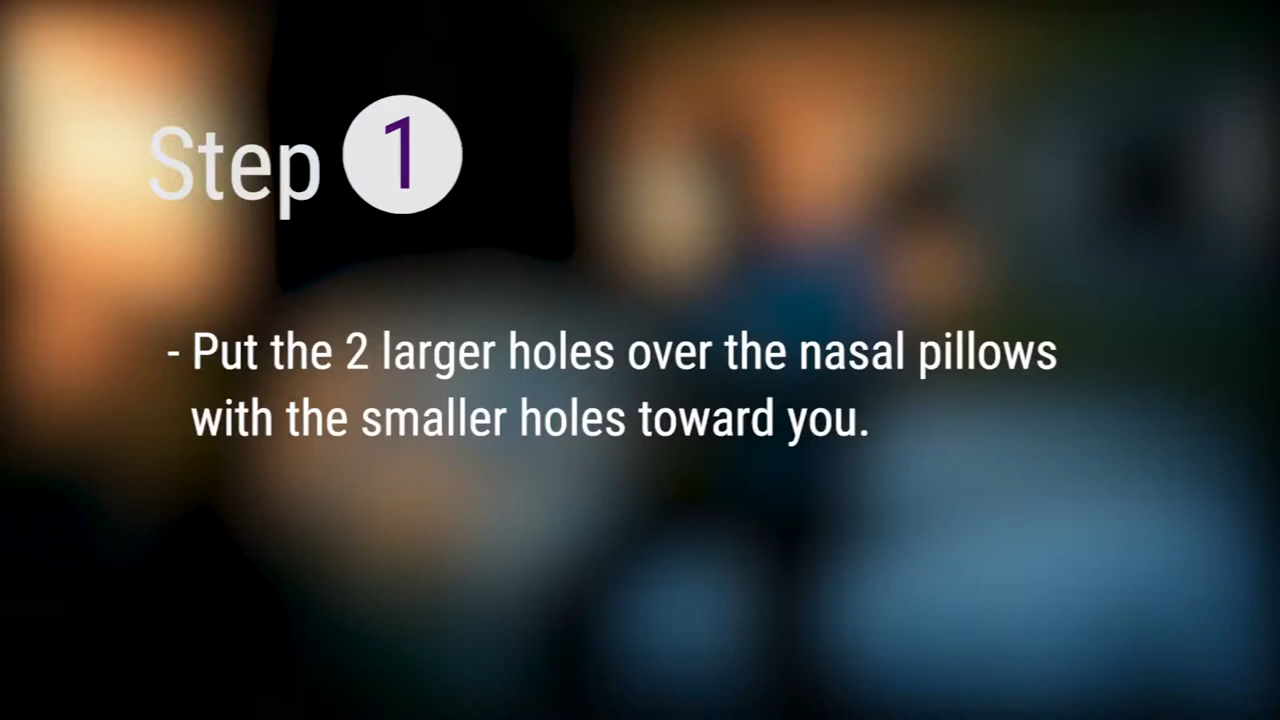 Step 1
- Put the 2 larger holes over the nasal pillows
with the smaller holes toward you.